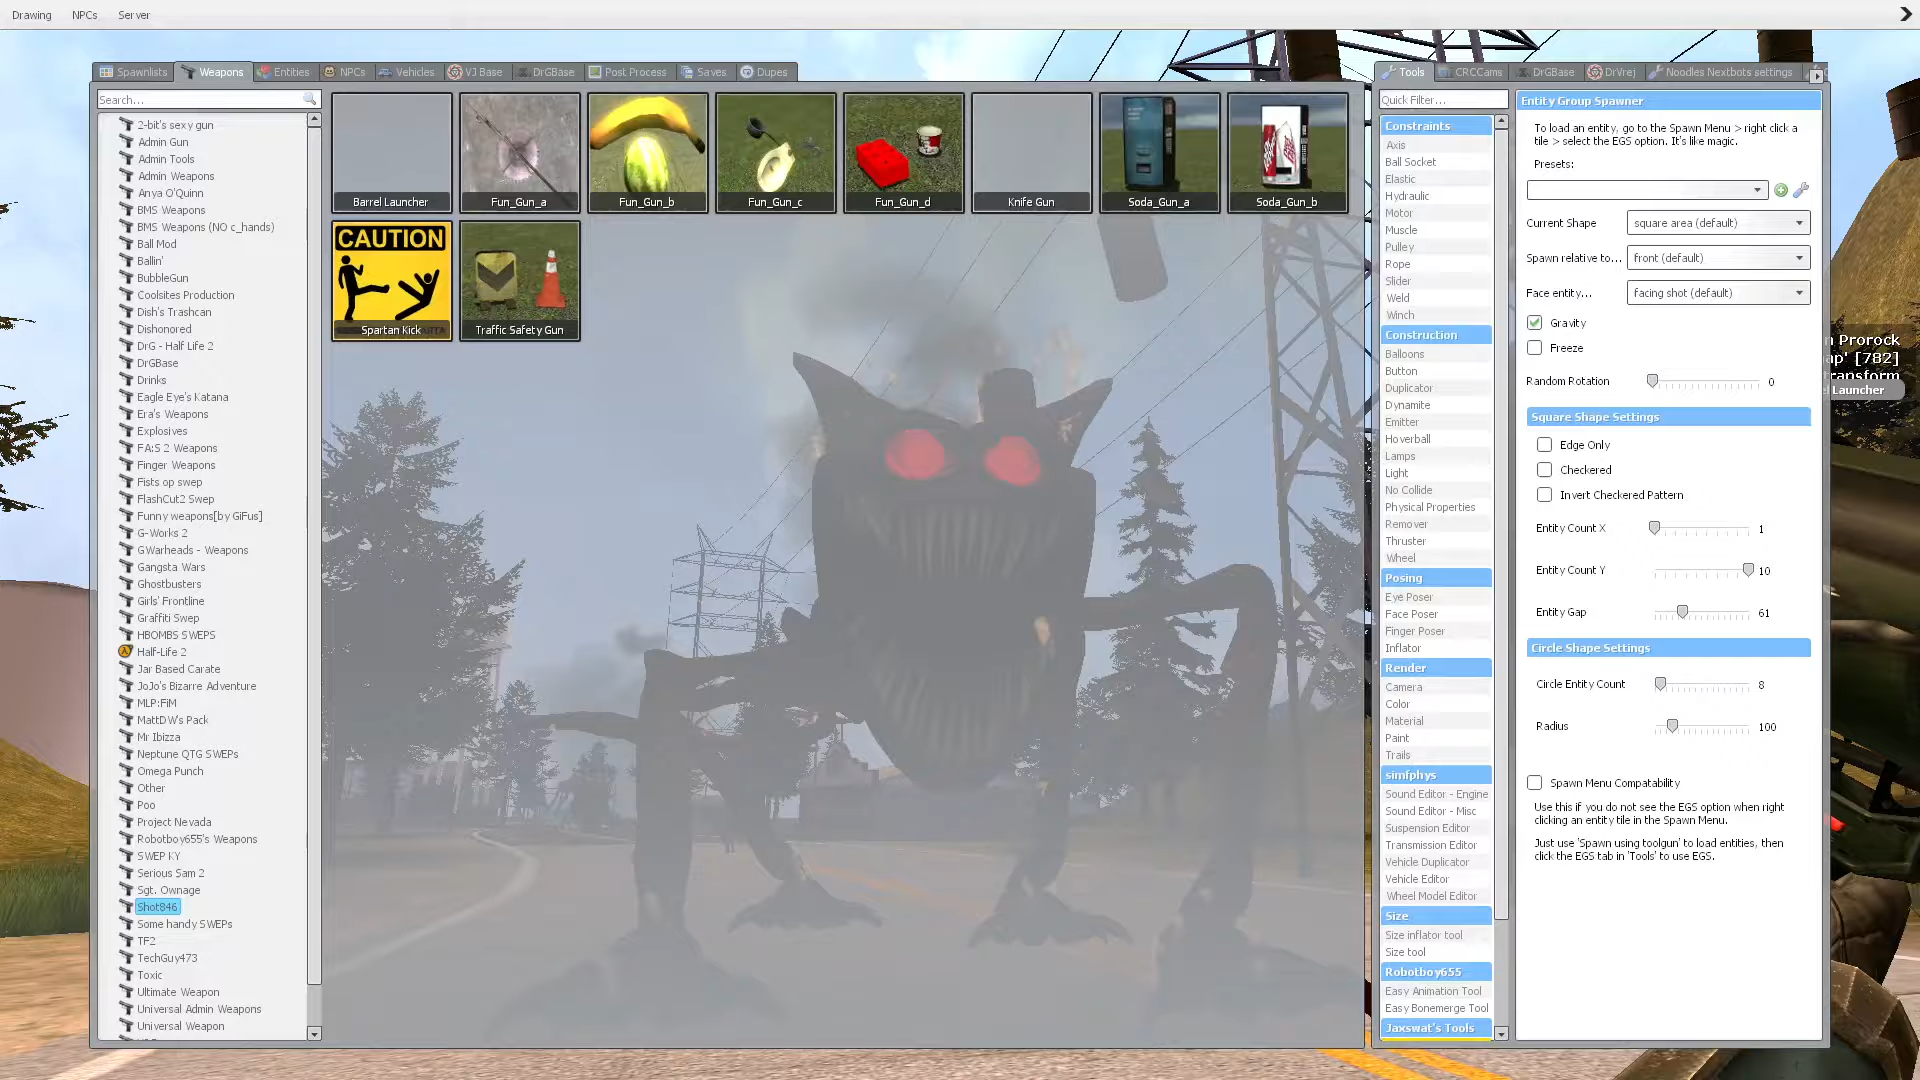 Drawing NPCs Server
Spawnlists Weapons Entities NPCs Vehicles VJ Base DrGBase Post Process Saves Dupes
Search...
2-bit's sexy gun
Admin Gun
Admin Tools
Admin Weapons
Anya O'Quinn
BMS Weapons
BMS Weapons (NO c_hands)
Ball Mod
Ballin'
BubbleGun
Coolsites Production
Dish's Trashcan
Dishonored
DrG - Half Life 2
DrGBase
Drinks
Eagle Eye's Katana
Era's Weapons
Explosives
FA:S 2 Weapons
Finger Weapons
Fists op swep
FlashCut2 Swep
Funny weapons[by GiFus]
G-Works 2
GWarheads - Weapons
Gangsta Wars
Ghostbusters
Girls' Frontline
Graffiti Swep
HBOMBS SWEPS
Half-Life 2
Jar Based Carate
JoJo's Bizarre Adventure
MLP:FiM
MattDW's Pack
Mr Ibizza
Neptune QTG SWEPs
Omega Punch
Other
Poo
Project Nevada
Robotboy655's Weapons
SWEP KY
Serious Sam 2
Sgt. Ownage
Shot846
Some handy SWEPs
TF2
TechGuy473
Toxic
Ultimate Weapon
Universal Admin Weapons
Universal Weapon
Barrel Launcher Fun_Gun_a Fun_Gun_b Fun_Gun_c Fun_Gun_d Knife Gun Soda_Gun_a Soda_Gun_b
CAUTION
Spartan Kick Traffic Safety Gun
Tools CRCCams DrGBase DrVrej Noodles Nextbots settings
Quick Filter...
Constraints
Axis
Ball Socket
Elastic
Hydraulic
Motor
Muscle
Pulley
Rope
Slider
Weld
Winch
Construction
Balloons
Button
Duplicator
Dynamite
Emitter
Hoverball
Lamps
Light
No Collide
Physical Properties
Remover
Thruster
Wheel
Posing
Eye Poser
Face Poser
Finger Poser
Inflator
Render
Camera
Color
Material
Paint
Trails
simfphys
Sound Editor - Engine
Sound Editor - Misc
Suspension Editor
Transmission Editor
Vehicle Duplicator
Vehicle Editor
Wheel Model Editor
Size
Size inflator tool
Size tool
Robotboy655
Easy Animation Tool
Easy Bonemerge Tool
Jaxswat's Tools
Entity Group Spawner
To load an entity, go to the Spawn Menu > right click a
tile > select the EGS option. It's like magic.
Presets:
Current Shape square area (default)
Spawn relative to... front (default)
Face entity... facing shot (default)
Gravity
Freeze
Random Rotation 0
Square Shape Settings
Edge Only
Checkered
Invert Checkered Pattern
Entity Count X 1
Entity Count Y 10
Entity Gap 61
Circle Shape Settings
Circle Entity Count 8
Radius 100
Spawn Menu Compatability
Use this if you do not see the EGS option when right
clicking an entity tile in the Spawn Menu.
Just use 'Spawn using toolgun' to load entities, then
click the EGS tab in 'Tools' to use EGS.
n Prorock
ap' [782]
transform
el Launcher